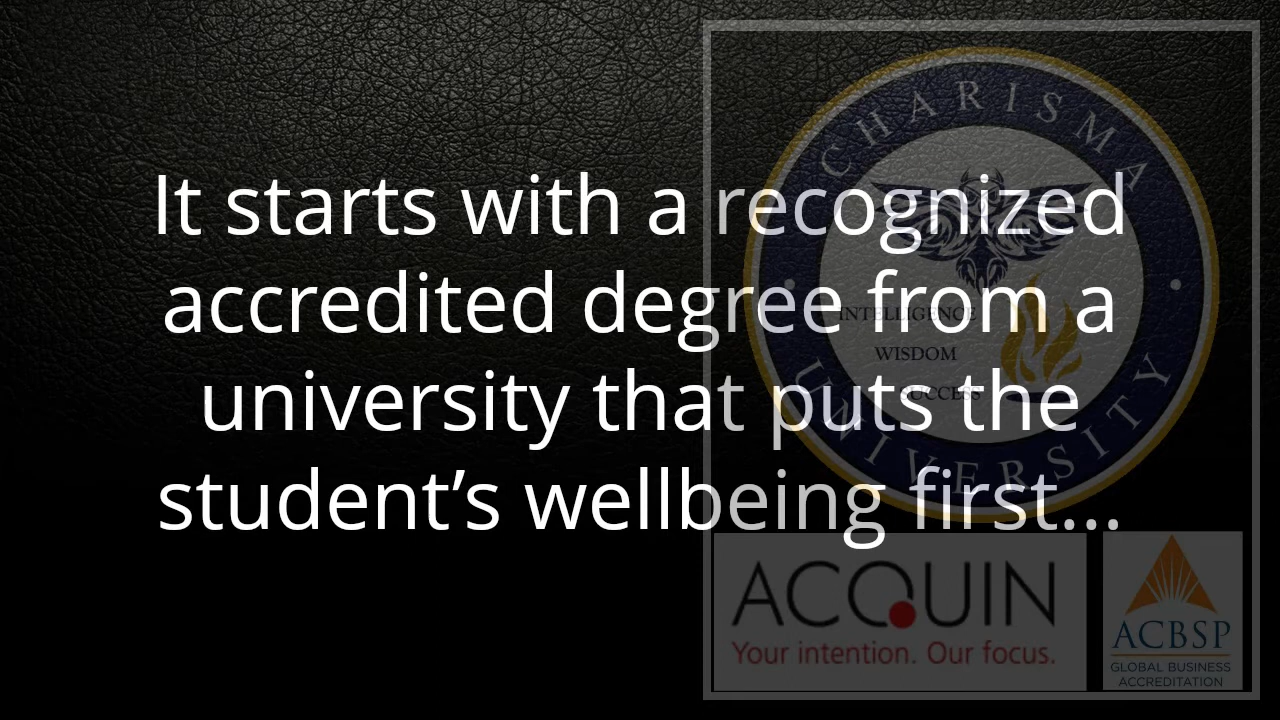 It starts with a recognized
accredited degree from a
university that puts the
student’s wellbeing first...
CHARISMA
INTELLIGENCE
WISDOM
SUCCESS
UNIVERSITY
ACQUIN
Your intention. Our focus.
ACBSP
GLOBAL BUSINESS
ACCREDITATION